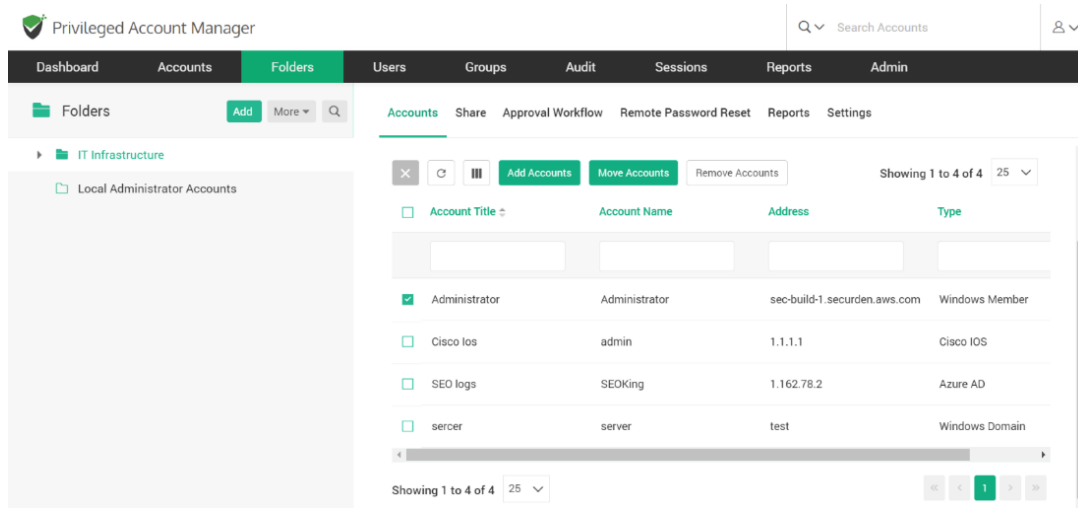 Privileged Account Manager
Search Accounts
Dashboard Accounts Folders Users Groups Audit Sessions Reports Admin
Folders Add More
Accounts Share Approval Workflow Remote Password Reset Reports Settings
IT Infrastructure
Local Administrator Accounts
Add Accounts Move Accounts Remove Accounts Showing 1 to 4 of 4 25
Account Title Account Name Address Type
Administrator Administrator sec-build-1.securden.aws.com Windows Member
Cisco Ios admin 1.1.1.1 Cisco IOS
SEO logs SEOKing 1.162.78.2 Azure AD
sercer server test Windows Domain
Showing 1 to 4 of 4 25 « < 1 > »